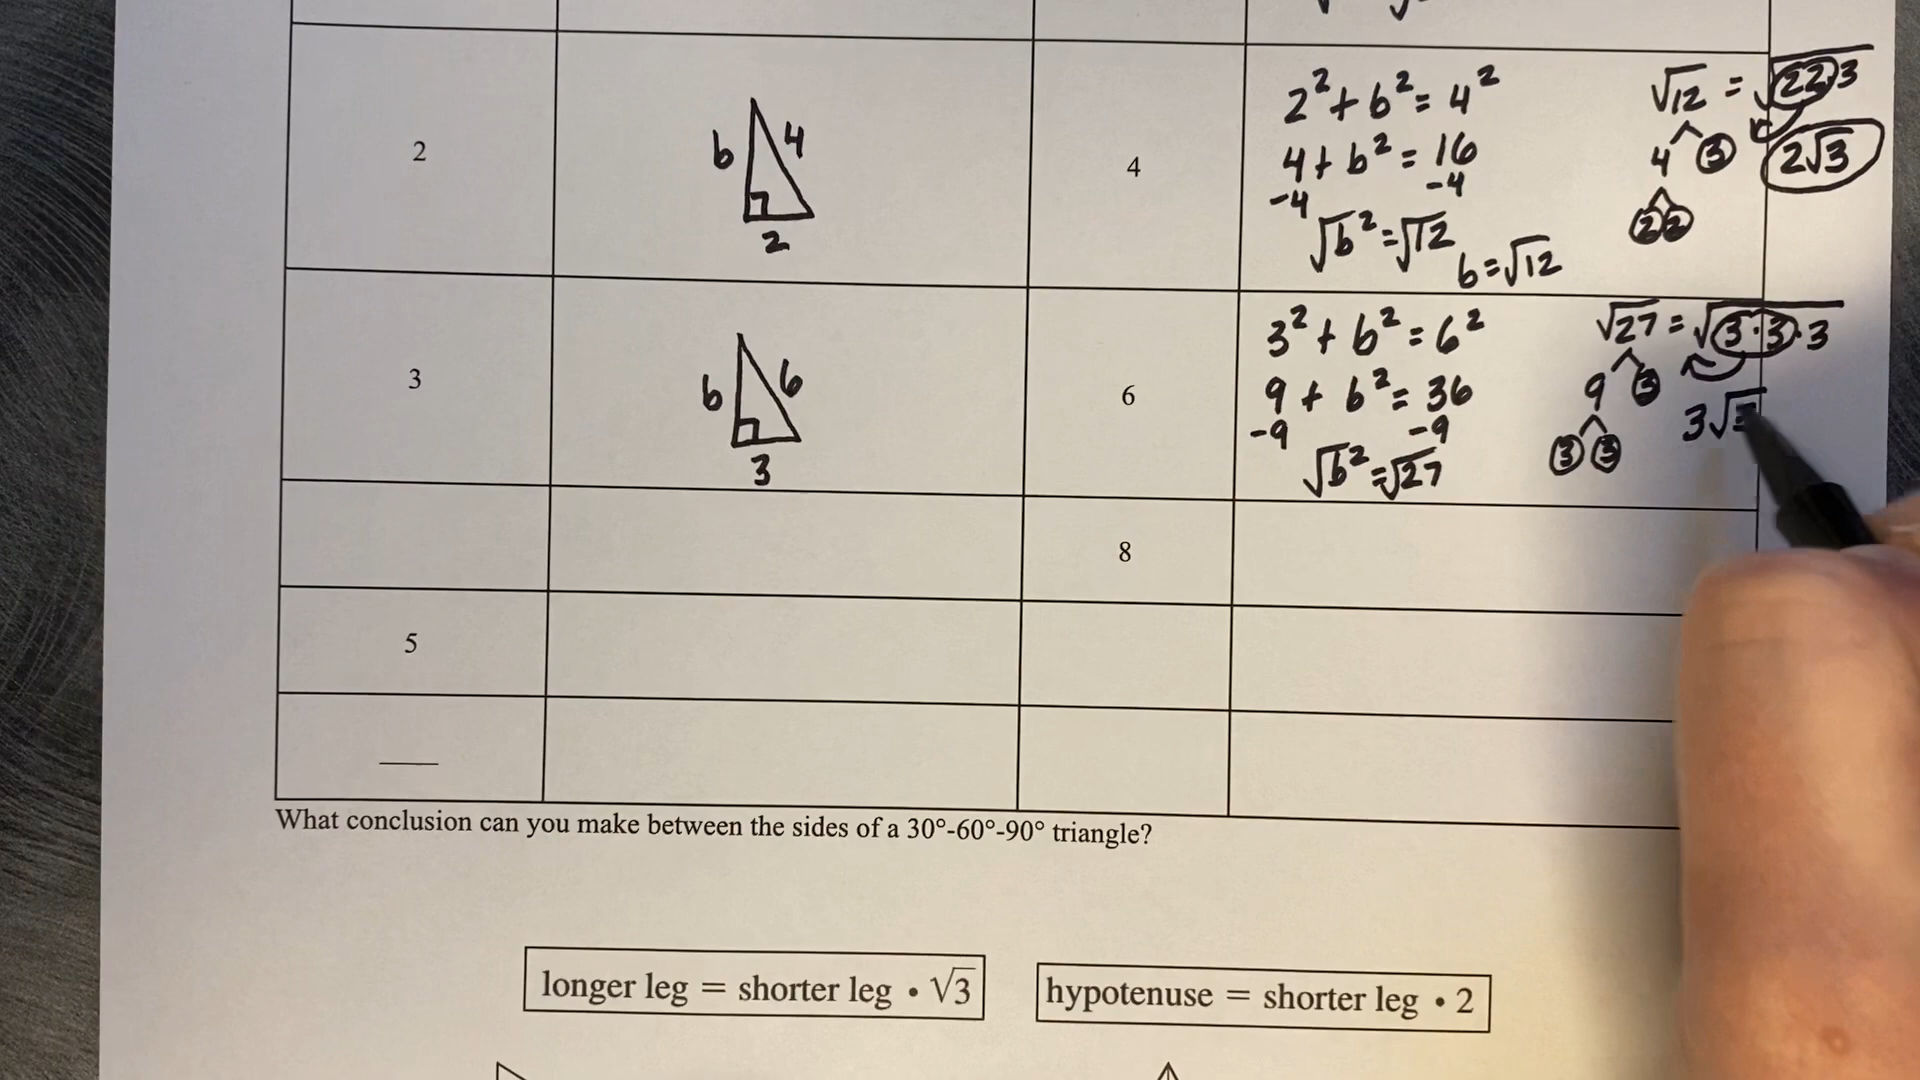 2
b 4
2
4
2² + b² = 4²
4 + b² = 16
-4 -4
√b² = √12
b = √12
√12 = √22·3
4 3
2 2
2√3
3
b 6
3
6
3² + b² = 6²
9 + b² = 36
-9 -9
√b² = √27
√27 = √3·3·3
9 3
3 3
3√3
8
5
What conclusion can you make between the sides of a 30°-60°-90° triangle?
longer leg = shorter leg • √3
hypotenuse = shorter leg • 2